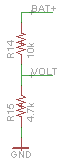 BAT+
R14
10k
VOLT
R15
4.7k
GND